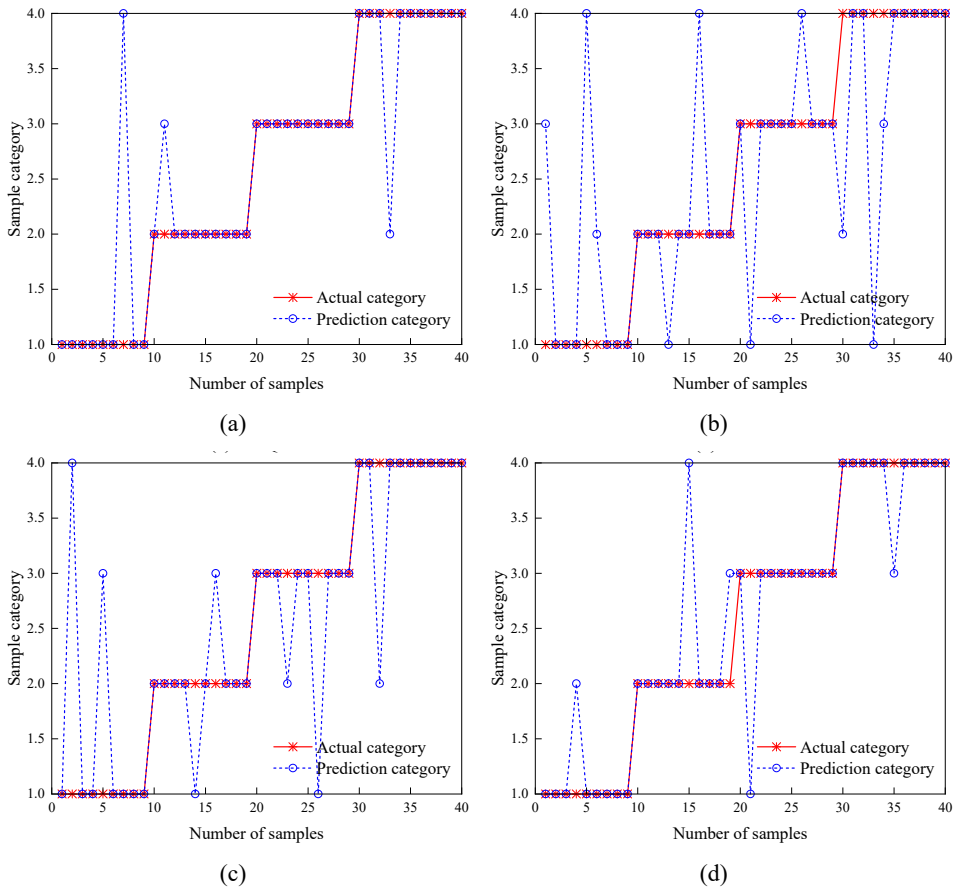 4.0
3.5
3.0
2.5
2.0
1.5
1.0
Sample category
Actual category
Prediction category
0 5 10 15 20 25 30 35 40
Number of samples
(a)
4.0
3.5
3.0
2.5
2.0
1.5
1.0
Sample category
Actual category
Prediction category
0 5 10 15 20 25 30 35 40
Number of samples
(b)
4.0
3.5
3.0
2.5
2.0
1.5
1.0
Sample category
Actual category
Prediction category
0 5 10 15 20 25 30 35 40
Number of samples
(c)
4.0
3.5
3.0
2.5
2.0
1.5
1.0
Sample category
Actual category
Prediction category
0 5 10 15 20 25 30 35 40
Number of samples
(d)